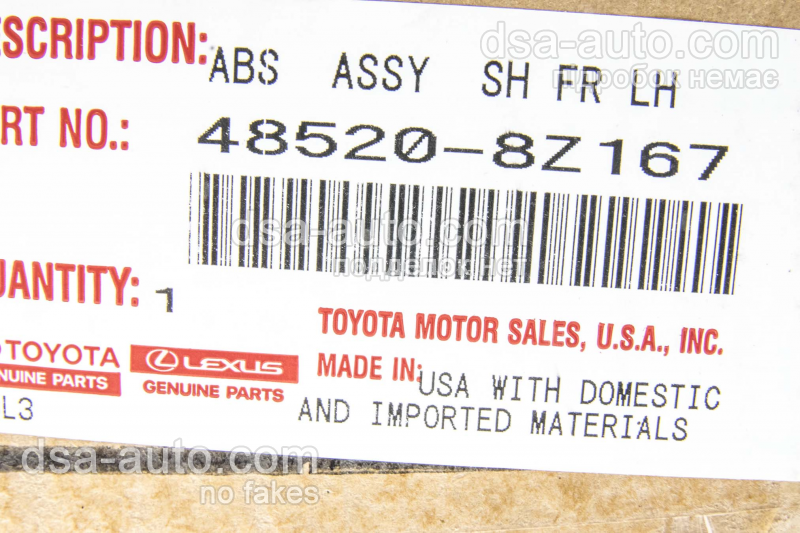 ESCRIPTION: ABS ASSY SH FR LH
RT NO.: 48520-8Z167
UANTITY: 1
TOYOTA MOTOR SALES, U.S.A., INC.
TOYOTA
NUINE PARTS
LEXUS
GENUINE PARTS
MADE IN: USA WITH DOMESTIC
AND IMPORTED MATERIALS
L3
dsa-auto.com
підробок немає
dsa-auto.com
подделок нет
dsa-auto.com
no fakes